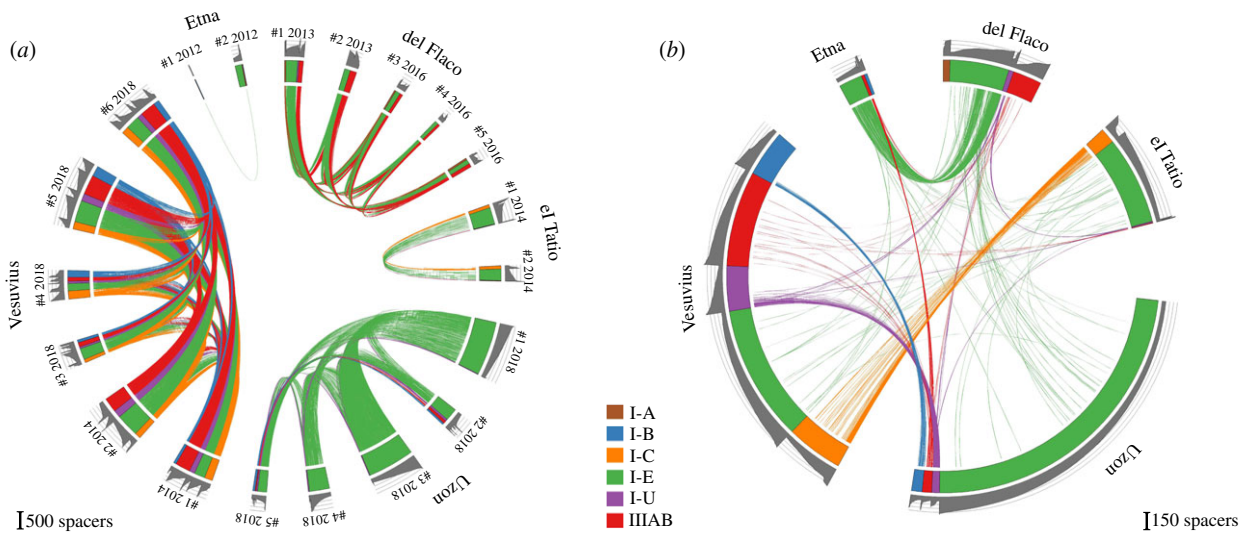 (a)
Etna
#1 2012
#2 2012
del Flaco
#1 2013
#2 2013
#3 2016
#4 2016
#5 2016
el Tatio
#1 2014
#2 2014
Uzon
#1 2018
#2 2018
#3 2018
#4 2018
#5 2018
Vesuvius
#1 2014
#2 2014
#3 2018
#4 2018
#5 2018
#6 2018
500 spacers
I-A
I-B
I-C
I-E
I-U
IIIAB
(b)
Etna
del Flaco
el Tatio
Uzon
Vesuvius
150 spacers